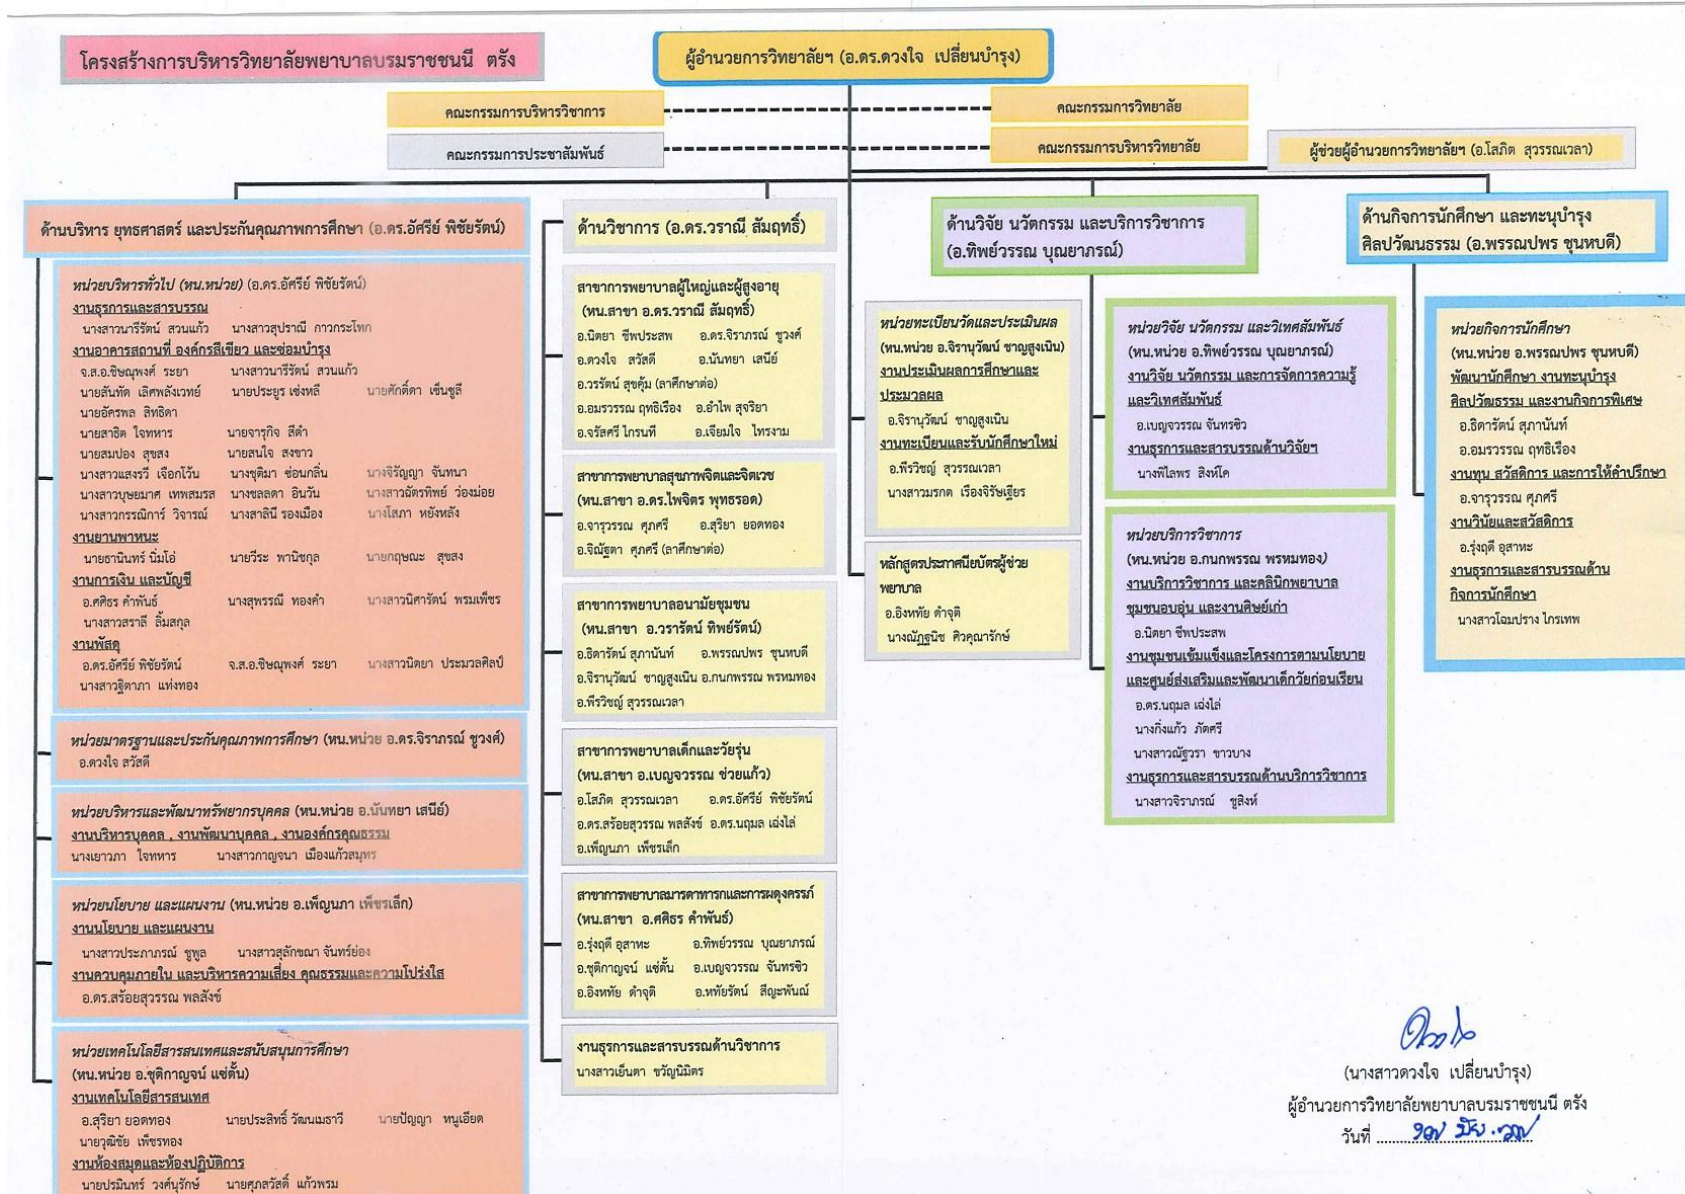 โครงสร้างการบริหารวิทยาลัยพยาบาลบรมราชชนนี ตรัง
ผู้อำนวยการวิทยาลัยฯ (อ.ดร.ดวงใจ เปลี่ยนบำรุง)
คณะกรรมการบริหารวิชาการ
คณะกรรมการวิทยาลัย
คณะกรรมการประชาสัมพันธ์
คณะกรรมการบริหารวิทยาลัย
ผู้ช่วยผู้อำนวยการวิทยาลัยฯ (อ.โสภิต สุวรรณเวลา)
ด้านบริหาร ยุทธศาสตร์ และประกันคุณภาพการศึกษา (อ.ดร.อัศรีย์ พิชัยรัตน์)
หน่วยบริหารทั่วไป (หน.หน่วย) (อ.ดร.อัศรีย์ พิชัยรัตน์)
งานธุรการและสารบรรณ
นางสาวนารีรัตน์ สวนแก้ว นางสาวสุปราณี กาวกระโทก
งานอาคารสถานที่ องค์กรสีเขียว และซ่อมบำรุง
จ.ส.อ.ชิษณุพงศ์ ระยา นางสาวนารีรัตน์ สวนแก้ว
นายสันทัด เลิศพลังเวทย์ นายประยูร เซ่งหลี นายศักดิ์ดา เซ็นชูลี
นายอัครพล สิทธิดา
นายสาธิต ใจทหาร นายจารุกิจ สีดำ
นายสมปอง สุขสง นายสนใจ สงขาว
นางสาวแสงรวี เจือกโว้น นางชุติมา ซ่อนกลิ่น นางจิรัญญา จันทนา
นางสาวบุษยมาศ เทพสมรส นางชลลดา อินวัน นางสาวฉัตรทิพย์ ว่องม่อย
นางสาวกรรณิการ์ วิจารณ์ นางสาลินี รองเมือง นางโสภา หยังหลัง
งานยานพาหนะ
นายธานินทร์ นิ่มโอ่ นายวีระ พานิชกุล นายกฤษณะ สุขสง
งานการเงิน และบัญชี
อ.ศศิธร คำพันธ์ นางสุพรรณี ทองคำ นางสาวนิศารัตน์ พรมเพ็ชร
นางสาวสราลี ลิ้มสกุล
งานพัสดุ
อ.ดร.อัศรีย์ พิชัยรัตน์ จ.ส.อ.ชิษณุพงศ์ ระยา นางสาวนิตยา ประมวลศิลป์
นางสาวฐิตาภา แท่งทอง
หน่วยมาตรฐานและประกันคุณภาพการศึกษา (หน.หน่วย อ.ดร.จิราภรณ์ ชูวงศ์)
อ.ดวงใจ สวัสดี
หน่วยบริหารและพัฒนาทรัพยากรบุคคล (หน.หน่วย อ.นันทยา เสนีย์)
งานบริหารบุคคล , งานพัฒนาบุคคล , งานองค์กรคุณธรรม
นางเยาวภา ใจทหาร นางสาวกาญจนา เมืองแก้วสมุทร
หน่วยนโยบาย และแผนงาน (หน.หน่วย อ.เพ็ญนภา เพ็ชรเล็ก)
งานนโยบาย และแผนงาน
นางสาวประภาภรณ์ ชูพูล นางสาวสุลักขณา จันทร์ย่อง
งานควบคุมภายใน และบริหารความเสี่ยง คุณธรรมและความโปร่งใส
อ.ดร.สร้อยสุวรรณ พลสังข์
หน่วยเทคโนโลยีสารสนเทศและสนับสนุนการศึกษา
(หน.หน่วย อ.ชุติกาญจน์ แซ่ตั้น)
งานเทคโนโลยีสารสนเทศ
อ.สุริยา ยอดทอง นายประสิทธิ์ วัฒนเมธาวี นายปัญญา หนูเอียด
นายวุฒิชัย เพ็ชรทอง
งานห้องสมุดและห้องปฏิบัติการ
นายปรมินทร์ วงศ์นุรักษ์ นายศุภสวัสดิ์ แก้วพรม
ด้านวิชาการ (อ.ดร.วราณี สัมฤทธิ์)
สาขาการพยาบาลผู้ใหญ่และผู้สูงอายุ
(หน.สาขา อ.ดร.วราณี สัมฤทธิ์)
อ.นิตยา ชีพประสพ อ.ดร.จิราภรณ์ ชูวงศ์
อ.ดวงใจ สวัสดี อ.นันทยา เสนีย์
อ.วรรัตน์ สุขคุ้ม (ลาศึกษาต่อ)
อ.อมรวรรณ ฤทธิเรือง อ.อำไพ สุจริยา
อ.จรัสศรี ไกรนที อ.เจียมใจ ไทรงาม
สาขาการพยาบาลสุขภาพจิตและจิตเวช
(หน.สาขา อ.ดร.ไพจิตร พุทธรอด)
อ.จารุวรรณ ศุภศรี อ.สุริยา ยอดทอง
อ.จิณัฐตา ศุภศรี (ลาศึกษาต่อ)
สาขาการพยาบาลอนามัยชุมชน
(หน.สาขา อ.วรารัตน์ ทิพย์รัตน์)
อ.ธิดารัตน์ สุภานันท์ อ.พรรณปพร ชุนหบดี
อ.จิรานุวัฒน์ ชาญสูงเนิน อ.กนกพรรณ พรหมทอง
อ.พีรวิชญ์ สุวรรณเวลา
สาขาการพยาบาลเด็กและวัยรุ่น
(หน.สาขา อ.เบญจวรรณ ช่วยแก้ว)
อ.โสภิต สุวรรณเวลา อ.ดร.อัศรีย์ พิชัยรัตน์
อ.ดร.สร้อยสุวรรณ พลสังข์ อ.ดร.นฤมล เฉ่งไล่
อ.เพ็ญนภา เพ็ชรเล็ก
สาขาการพยาบาลมารดาทารกและการผดุงครรภ์
(หน.สาขา อ.ศศิธร คำพันธ์)
อ.รุ่งฤดี อุสาหะ อ.ทิพย์วรรณ บุณยาภรณ์
อ.ชุติกาญจน์ แซ่ตั้น อ.เบญจวรรณ จันทรซิว
อ.อิงหทัย ดำจุติ อ.หทัยรัตน์ สีญะพันณ์
งานธุรการและสารบรรณด้านวิชาการ
นางสาวเย็นตา ขวัญนิมิตร
หน่วยทะเบียนวัดและประเมินผล
(หน.หน่วย อ.จิรานุวัฒน์ ชาญสูงเนิน)
งานประเมินผลการศึกษาและ
ประมวลผล
อ.จิรานุวัฒน์ ชาญสูงเนิน
งานทะเบียนและรับนักศึกษาใหม่
อ.พีรวิชญ์ สุวรรณเวลา
นางสาวมรกต เรืองจิรัษเฐียร
หลักสูตรประกาศนียบัตรผู้ช่วย
พยาบาล
อ.อิงหทัย ดำจุติ
นางณัฏฐนิช ศิวคุณารักษ์
ด้านวิจัย นวัตกรรม และบริการวิชาการ
(อ.ทิพย์วรรณ บุณยาภรณ์)
หน่วยวิจัย นวัตกรรม และวิเทศสัมพันธ์
(หน.หน่วย อ.ทิพย์วรรณ บุณยาภรณ์)
งานวิจัย นวัตกรรม และการจัดการความรู้
และวิเทศสัมพันธ์
อ.เบญจวรรณ จันทรซิว
งานธุรการและสารบรรณด้านวิจัยฯ
นางพิไลพร สิงห์โค
หน่วยบริการวิชาการ
(หน.หน่วย อ.กนกพรรณ พรหมทอง)
งานบริการวิชาการ และคลินิกพยาบาล
ชุมชนอบอุ่น และงานศิษย์เก่า
อ.นิตยา ชีพประสพ
งานชุมชนเข้มแข็งและโครงการตามนโยบาย
และศูนย์ส่งเสริมและพัฒนาเด็กวัยก่อนเรียน
อ.ดร.นฤมล เฉ่งไล่
นางกิ่งแก้ว ภัตศรี
นางสาวณัฐวรา ขาวบาง
งานธุรการและสารบรรณด้านบริการวิชาการ
นางสาวจิราภรณ์ ชูสิงห์
ด้านกิจการนักศึกษา และทะนุบำรุง
ศิลปวัฒนธรรม (อ.พรรณปพร ชุนหบดี)
หน่วยกิจการนักศึกษา
(หน.หน่วย อ.พรรณปพร ชุนหบดี)
พัฒนานักศึกษา งานทะนุบำรุง
ศิลปวัฒธรรม และงานกิจการพิเศษ
อ.ธิดารัตน์ สุภานันท์
อ.อมรวรรณ ฤทธิเรือง
งานทุน สวัสดิการ และการให้คำปรึกษา
อ.จารุวรรณ ศุภศรี
งานวินัยและสวัสดิการ
อ.รุ่งฤดี อุสาหะ
งานธุรการและสารบรรณด้าน
กิจการนักศึกษา
นางสาวโฉมปราง ไกรเทพ
(นางสาวดวงใจ เปลี่ยนบำรุง)
ผู้อำนวยการวิทยาลัยพยาบาลบรมราชชนนี ตรัง
วันที่